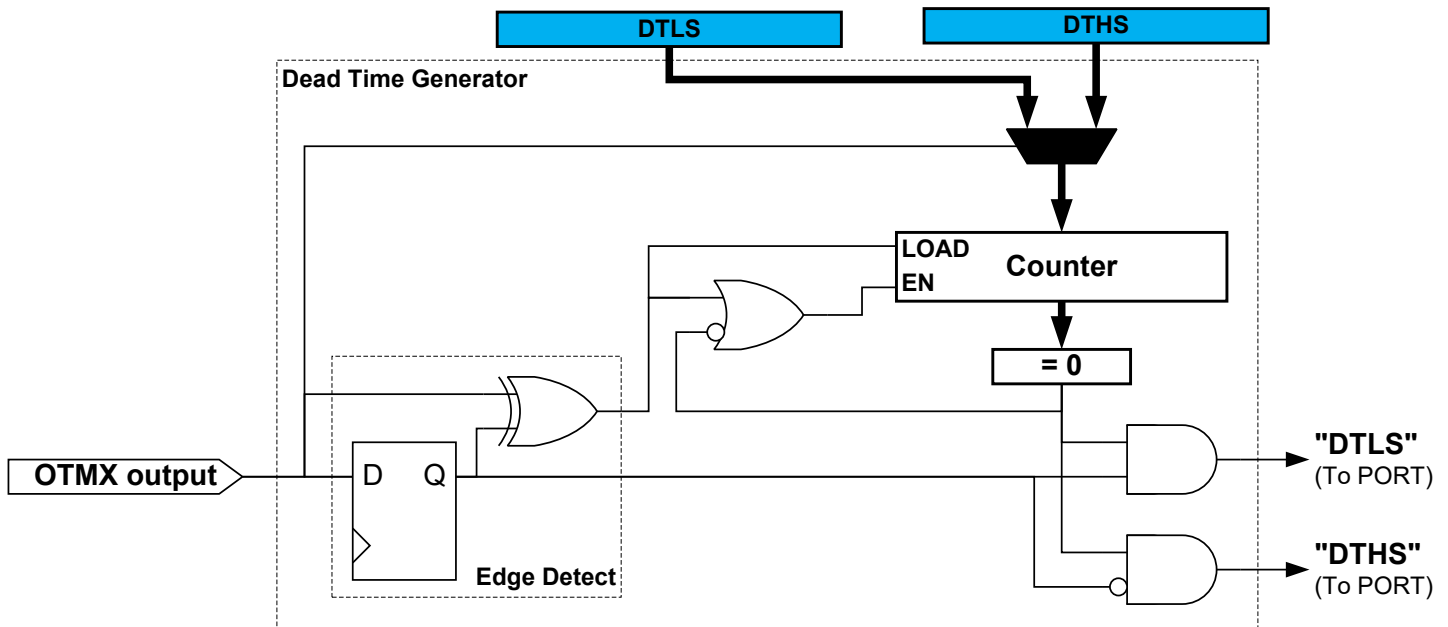 DTLS
DTHS
Dead Time Generator
LOAD
EN
Counter
= 0
OTMX output
D
Q
Edge Detect
"DTLS"
(To PORT)
"DTHS"
(To PORT)